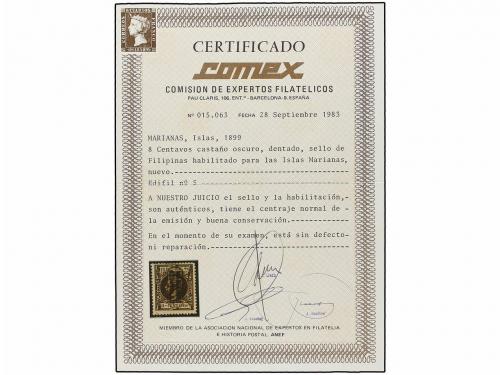 CERTIFICADO
comex
COMISION DE EXPERTOS FILATELICOS
PAU CLARIS, 106, ENT.º - BARCELONA-9. ESPAÑA
Nº 015.063 FECHA 28 Septiembre 1983
MARIANAS, Islas, 1899
8 Centavos castaño oscuro, dentado, sello de
Filipinas habilitado para las Islas Marianas,
nuevo.
Edifil nº 5
A NUESTRO JUICIO el sello y la habilitación,
son auténticos, tiene el centraje normal de
la emisión y buena conservación.
En el momento de su examen, está sin defecto
ni reparación.
MIEMBRO DE LA ASOCIACION NACIONAL DE EXPERTOS EN FILATELIA
E HISTORIA POSTAL. ANEF